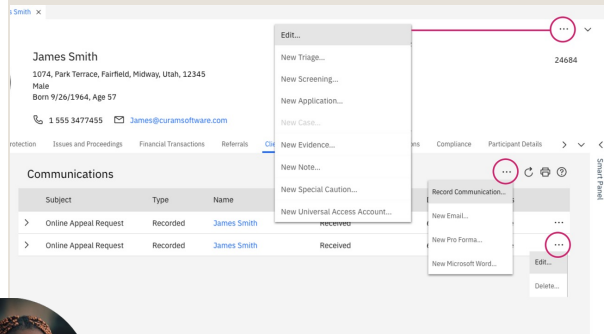 s Smith ×
Edit...
New Triage...
New Screening...
New Application...
New Case...
New Evidence...
New Note...
New Special Caution...
New Universal Access Account...
James Smith
24684
1074, Park Terrace, Fairfield, Midway, Utah, 12345
Male
Born 9/26/1964, Age 57
1 555 3477455 James@curamsoftware.com
rotection Issues and Proceedings Financial Transactions Referrals Clie ns Compliance Participant Details
Smart Panel
Communications
Subject Type Name
Online Appeal Request Recorded James Smith Received
Online Appeal Request Recorded James Smith Received
Record Communication...
New Email...
New Pro Forma...
New Microsoft Word...
Edit...
Delete...